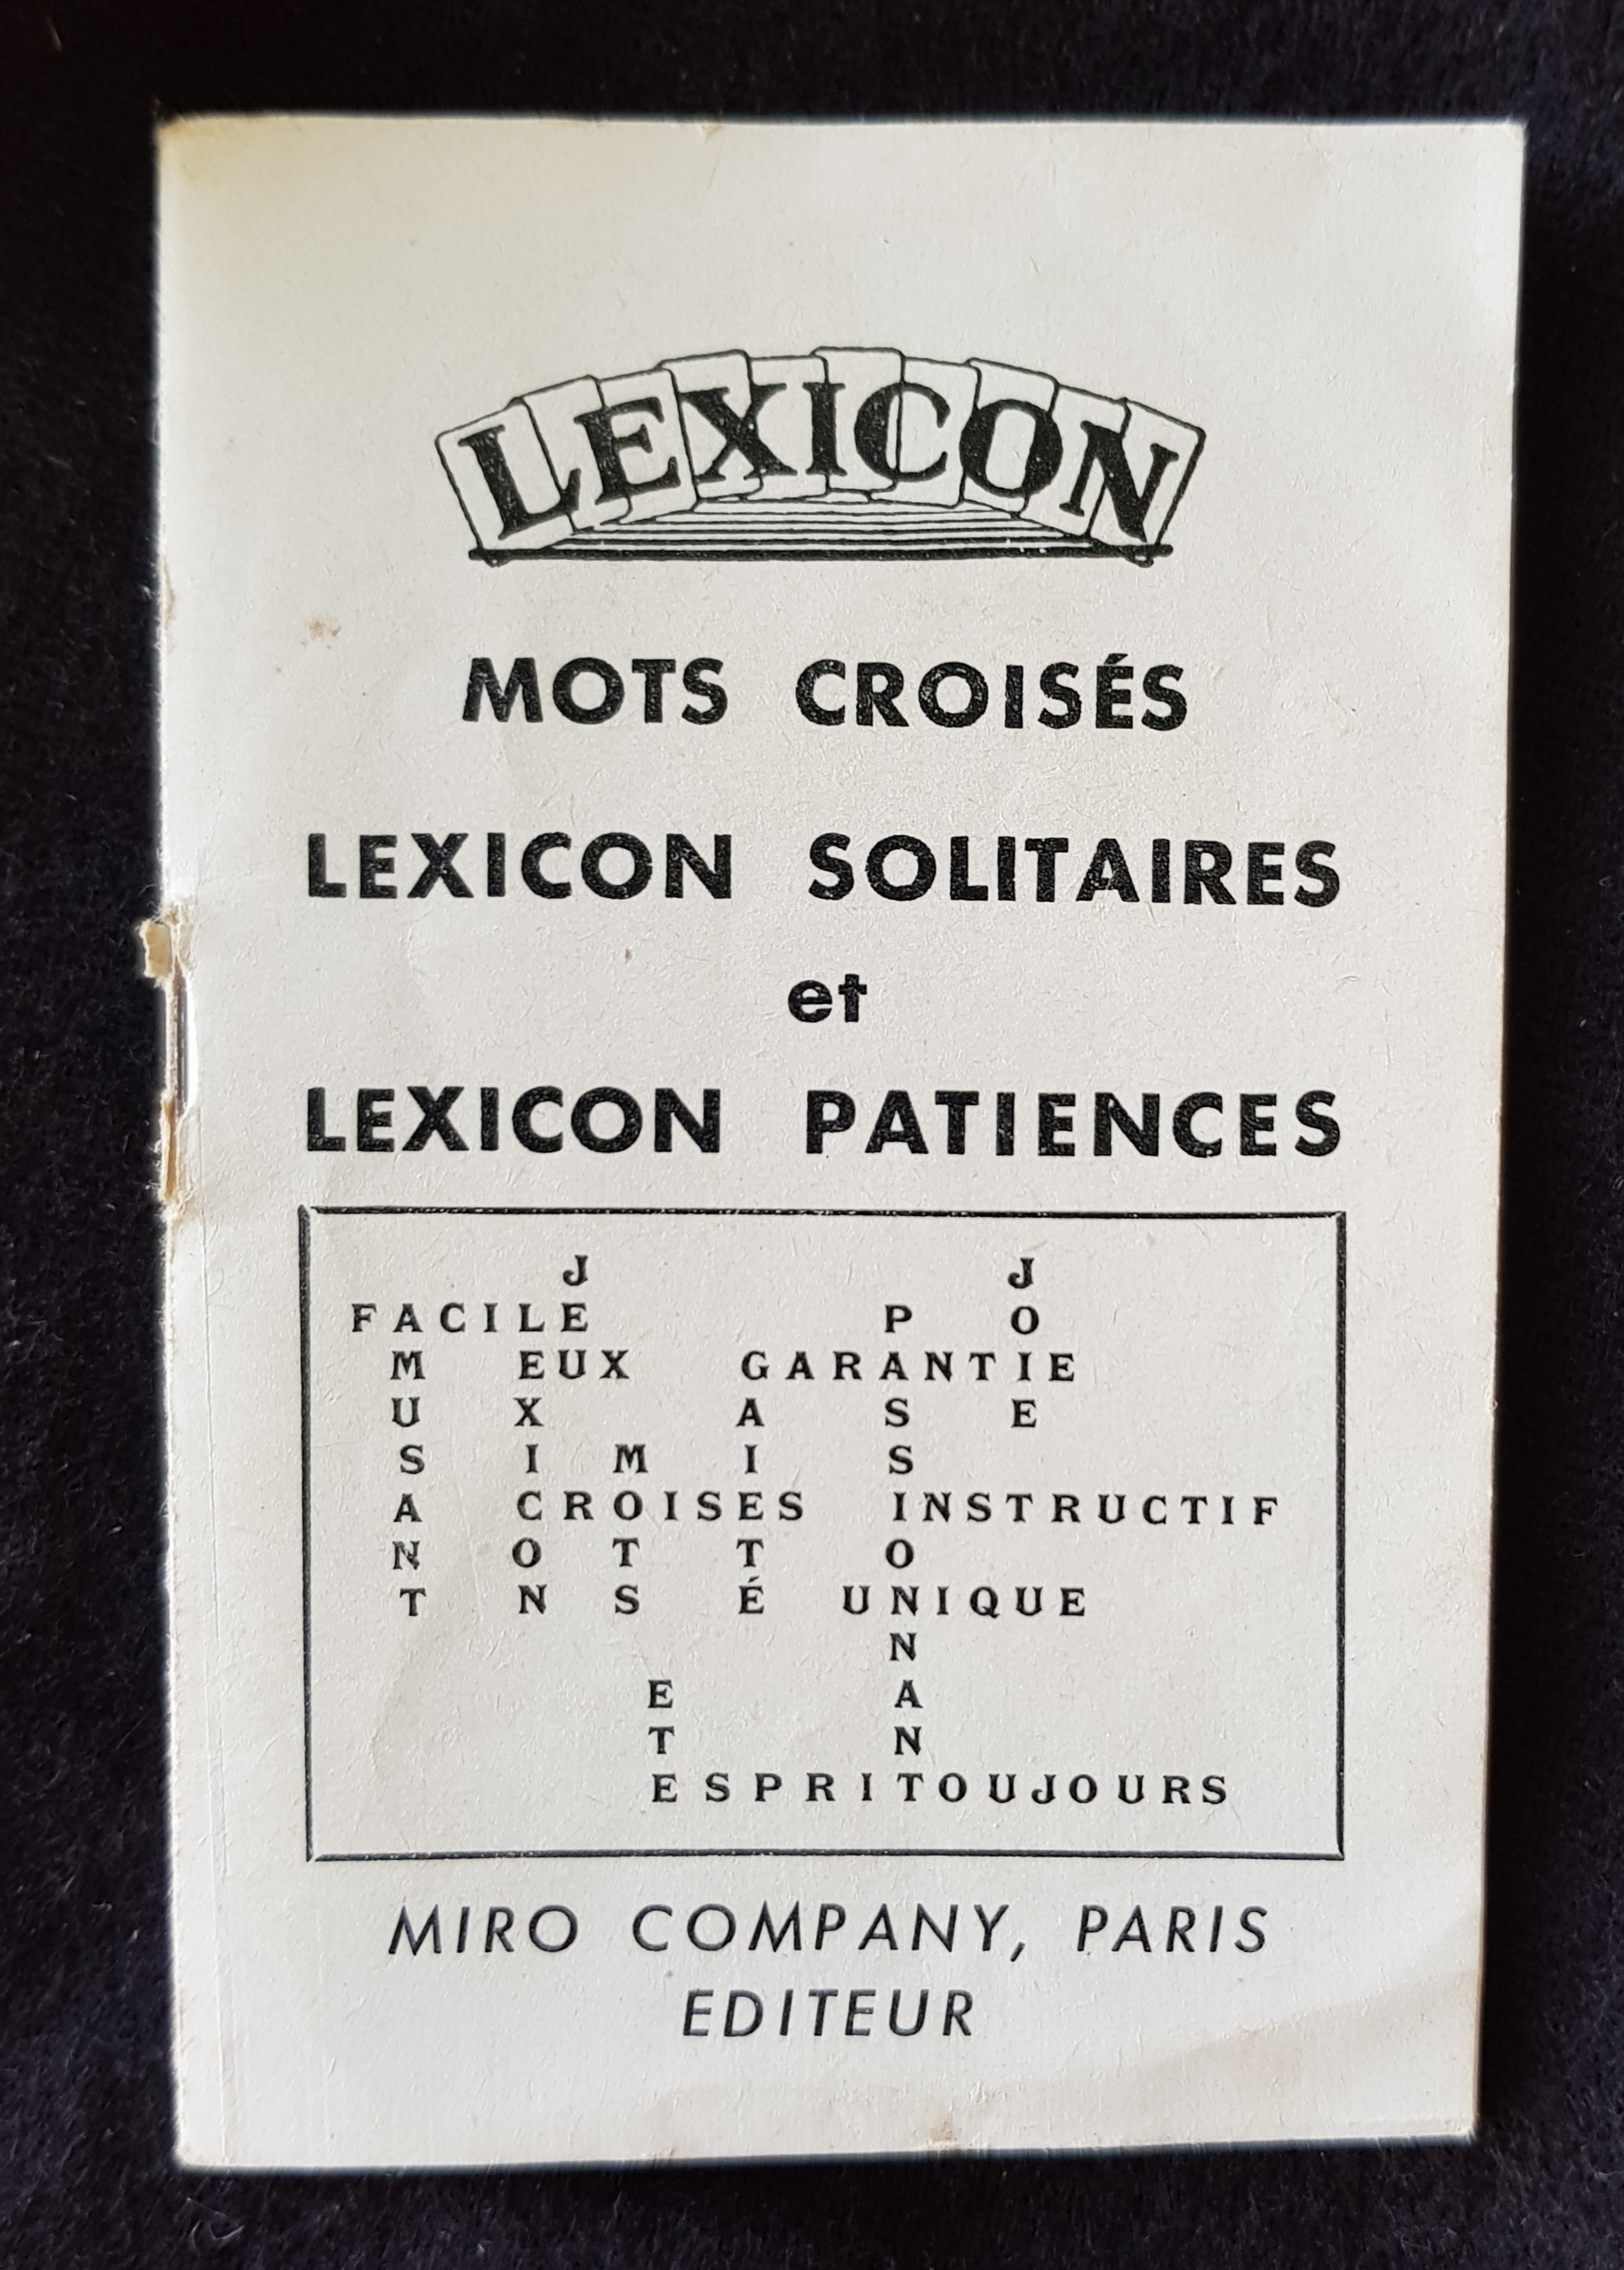 LEXICON
MOTS CROISÉS
LEXICON SOLITAIRES
et
LEXICON PATIENCES
J J
FACILE P O
M EUX GARANTIE
U X A S E
S I M I S
A CROISES INSTRUCTIF
N O T T O
T N S É UNIQUE
N
E A
T N
ESPRITOUJOURS
MIRO COMPANY, PARIS
EDITEUR